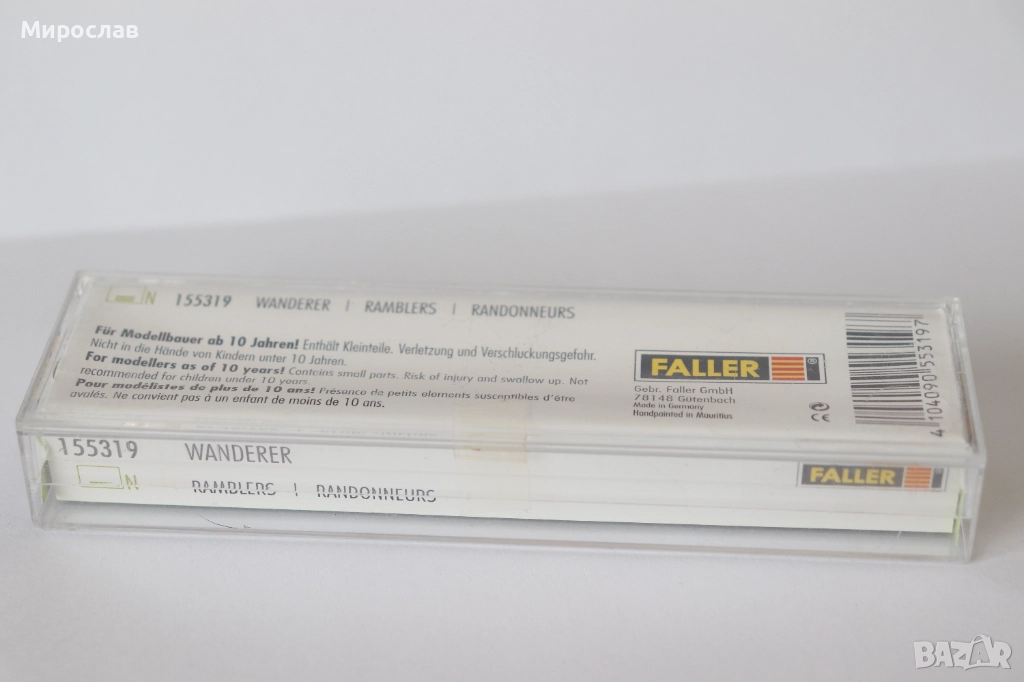 Мирослав
N 155319 WANDERER | RAMBLERS | RANDONNEURS
Für Modellbauer ab 10 Jahren! Enthält Kleinteile. Verletzung und Verschluckungsgefahr.
Nicht in die Hände von Kindern unter 10 Jahren.
For modellers as of 10 years! Contains small parts. Risk of injury and swallow up. Not
recommended for children under 10 years.
Pour modélistes de plus de 10 ans! Présence de petits elements susceptibles d'être
avalés. Ne convient pas à un enfant de moins de 10 ans.
FALLER ®
Gebr. Faller GmbH
78148 Gütenbach
Made in Germany
Handpainted in Mauritius
CE
4 104090 553197
155319 WANDERER
N RAMBLERS | RANDONNEURS
FALLER
BAZAR